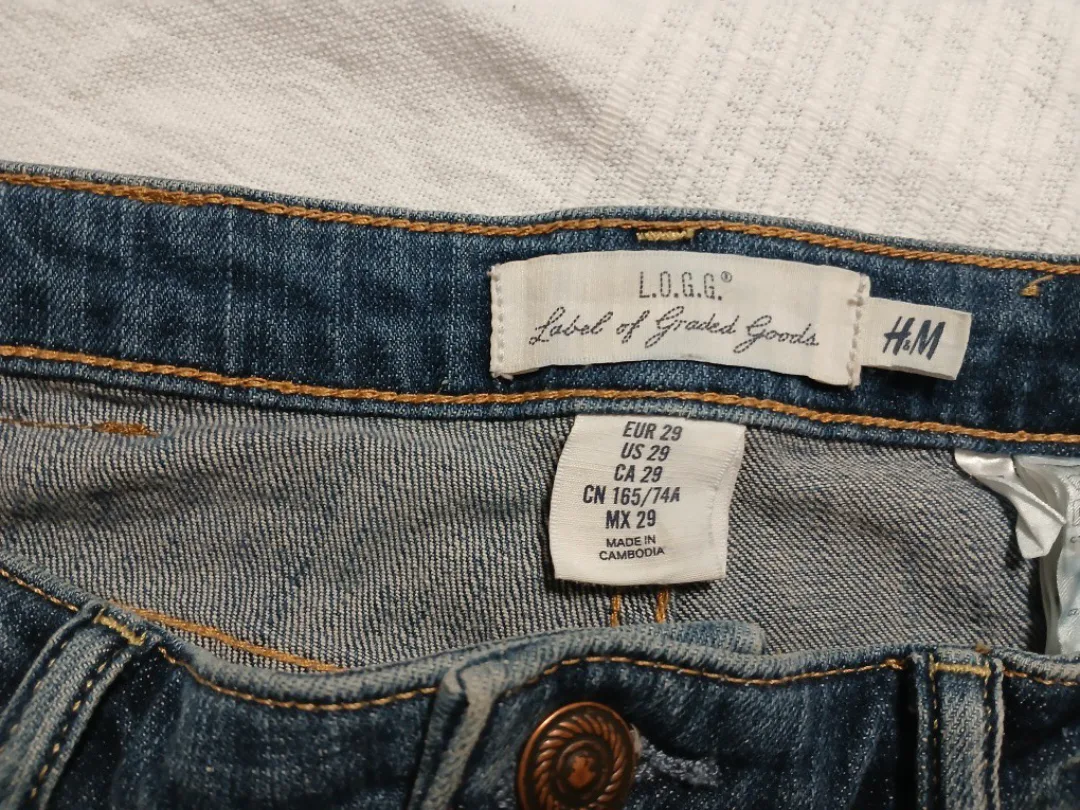 L.O.G.G.®
Label of Graded Goods
H&M
EUR 29
US 29
CA 29
CN 165/74A
MX 29
MADE IN
CAMBODIA